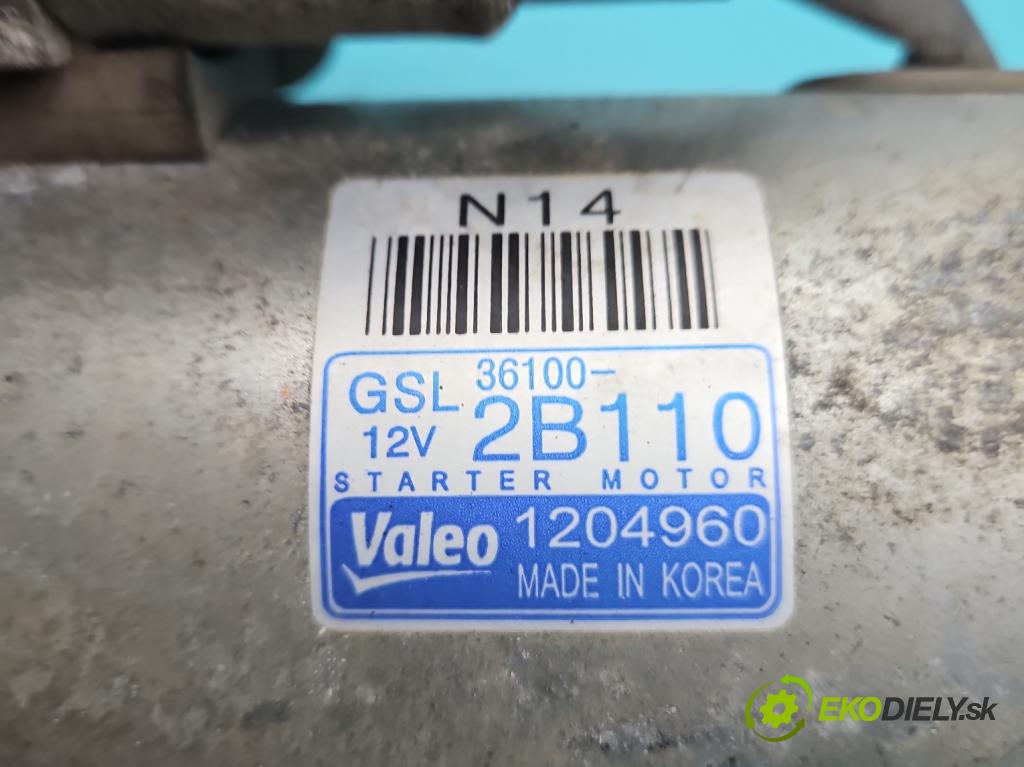 N14
GSL 36100-
12V 2B110
STARTER MOTOR
Valeo 1204960
MADE IN KOREA
EKODIELY.sk